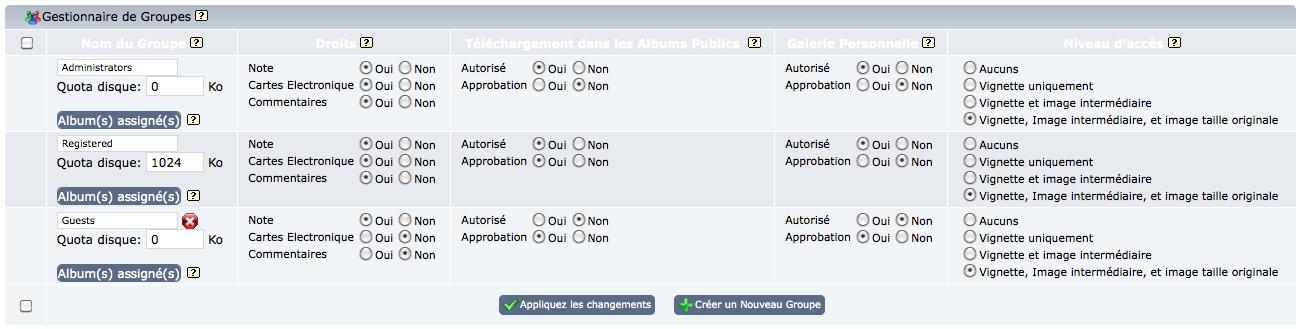 Gestionnaire de Groupes ?
Nom du Groupe ? Droits ? Téléchargement dans les Albums Publics ? Galerie Personnelle ? Niveau d'accès ?
Administrators Note Oui Non Autorisé Oui Non Autorisé Oui Non Aucuns
Quota disque: 0 Ko Cartes Electronique Oui Non Approbation Oui Non Approbation Oui Non Vignette uniquement
Commentaires Oui Non Vignette et image intermédiaire
Album(s) assigné(s) ? Vignette, Image intermédiaire, et image taille originale
Registered Note Oui Non Autorisé Oui Non Autorisé Oui Non Aucuns
Quota disque: 1024 Ko Cartes Electronique Oui Non Approbation Oui Non Approbation Oui Non Vignette uniquement
Commentaires Oui Non Vignette et image intermédiaire
Album(s) assigné(s) ? Vignette, Image intermédiaire, et image taille originale
Guests Note Oui Non Autorisé Oui Non Autorisé Oui Non Aucuns
Quota disque: 0 Ko Cartes Electronique Oui Non Approbation Oui Non Approbation Oui Non Vignette uniquement
Commentaires Oui Non Vignette et image intermédiaire
Album(s) assigné(s) ? Vignette, Image intermédiaire, et image taille originale
Appliquez les changements Créer un Nouveau Groupe